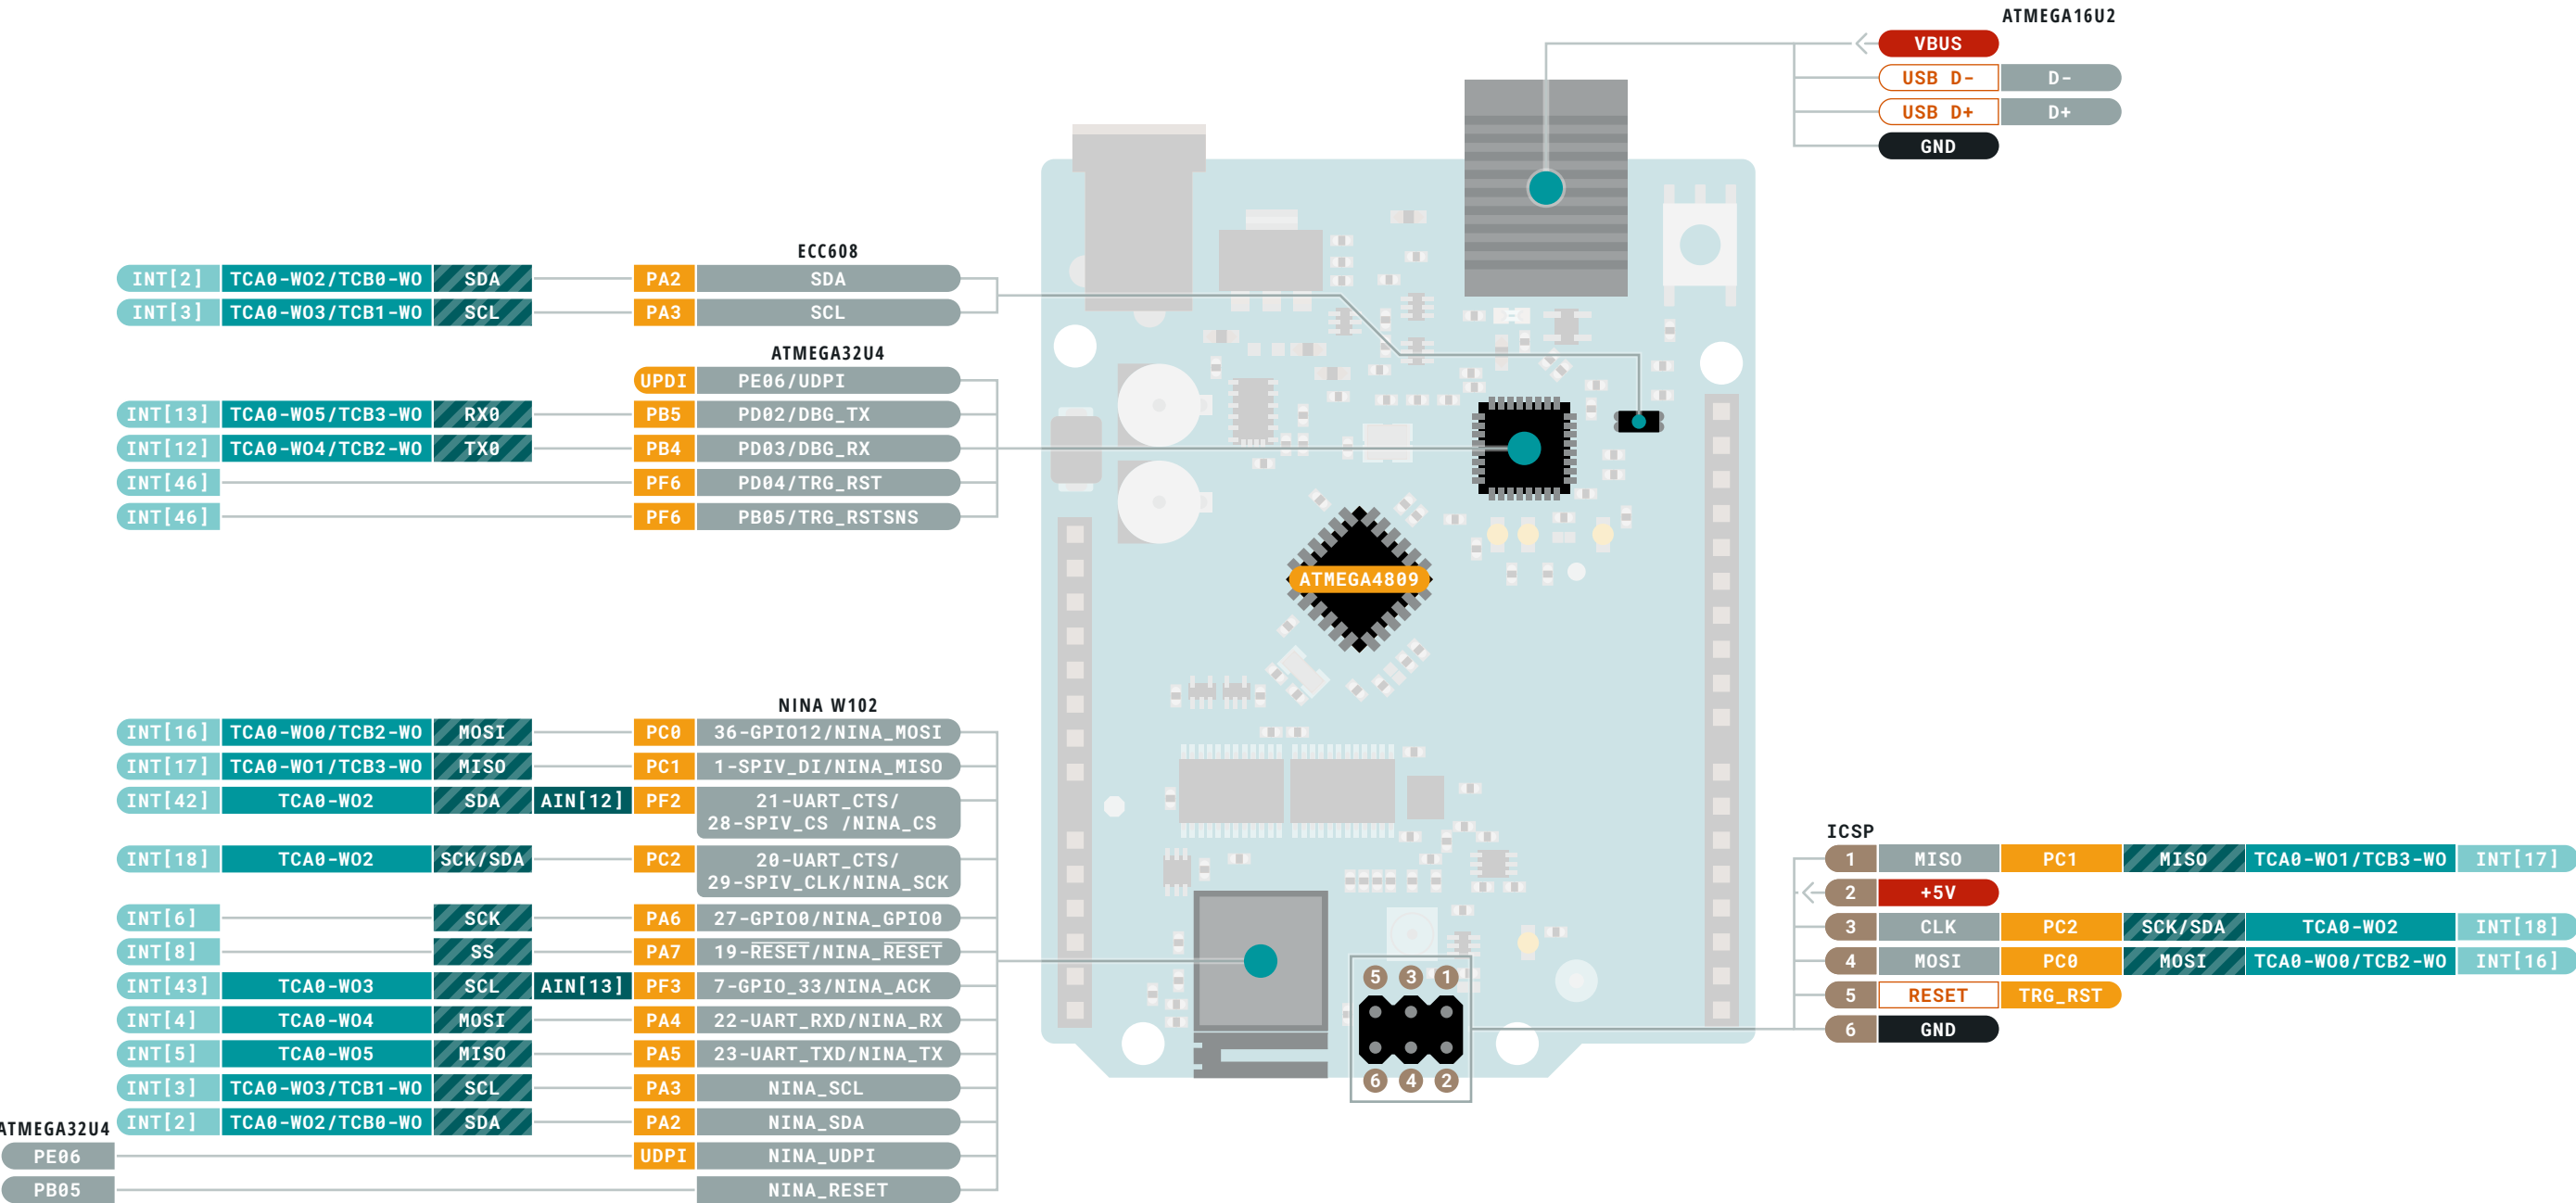 ATMEGA16U2
VBUS
USB D- D-
USB D+ D+
GND
ECC608
INT[2] TCA0-WO2/TCB0-WO SDA PA2 SDA
INT[3] TCA0-WO3/TCB1-WO SCL PA3 SCL
ATMEGA32U4
UPDI PE06/UDPI
INT[13] TCA0-WO5/TCB3-WO RX0 PB5 PD02/DBG_TX
INT[12] TCA0-WO4/TCB2-WO TX0 PB4 PD03/DBG_RX
INT[46] PF6 PD04/TRG_RST
INT[46] PF6 PB05/TRG_RSTSNS
ATMEGA4809
NINA W102
INT[16] TCA0-WO0/TCB2-WO MOSI PC0 36-GPIO12/NINA_MOSI
INT[17] TCA0-WO1/TCB3-WO MISO PC1 1-SPIV_DI/NINA_MISO
INT[42] TCA0-WO2 SDA AIN[12] PF2 21-UART_CTS/
28-SPIV_CS /NINA_CS
INT[18] TCA0-WO2 SCK/SDA PC2 20-UART_CTS/
29-SPIV_CLK/NINA_SCK
INT[6] SCK PA6 27-GPIO0/NINA_GPIO0
INT[8] SS PA7 19-RESET/NINA_RESET
INT[43] TCA0-WO3 SCL AIN[13] PF3 7-GPIO_33/NINA_ACK
INT[4] TCA0-WO4 MOSI PA4 22-UART_RXD/NINA_RX
INT[5] TCA0-WO5 MISO PA5 23-UART_TXD/NINA_TX
INT[3] TCA0-WO3/TCB1-WO SCL PA3 NINA_SCL
INT[2] TCA0-WO2/TCB0-WO SDA PA2 NINA_SDA
ATMEGA32U4
PE06 UDPI NINA_UDPI
PB05 NINA_RESET
5 3 1
6 4 2
ICSP
1 MISO PC1 MISO TCA0-WO1/TCB3-WO INT[17]
2 +5V
3 CLK PC2 SCK/SDA TCA0-WO2 INT[18]
4 MOSI PC0 MOSI TCA0-WO0/TCB2-WO INT[16]
5 RESET TRG_RST
6 GND